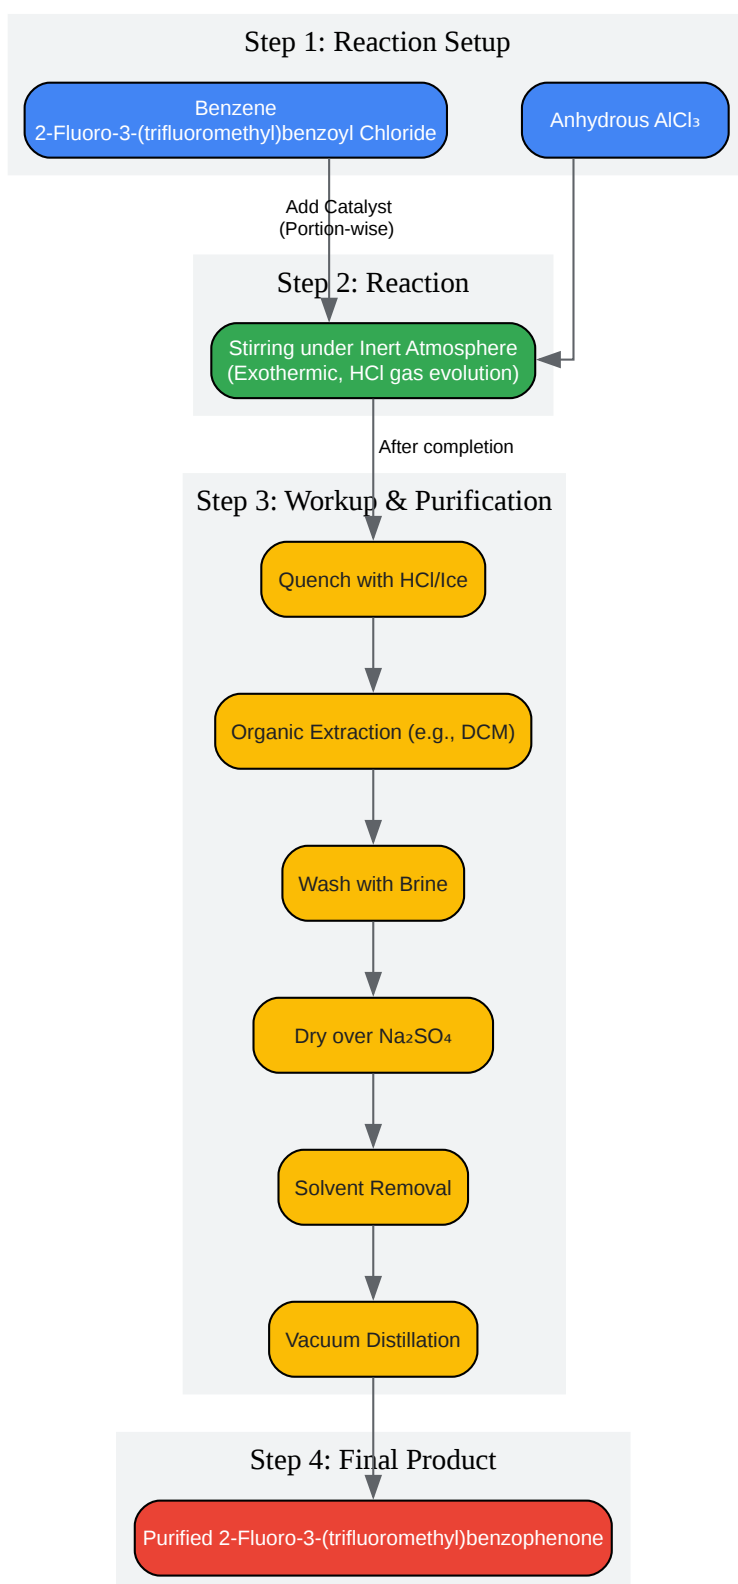 Step 1: Reaction Setup
Benzene
2-Fluoro-3-(trifluoromethyl)benzoyl Chloride
Anhydrous AlCl₃
Add Catalyst
(Portion-wise)
Step 2: Reaction
Stirring under Inert Atmosphere
(Exothermic, HCl gas evolution)
After completion
Step 3: Workup & Purification
Quench with HCl/Ice
Organic Extraction (e.g., DCM)
Wash with Brine
Dry over Na₂SO₄
Solvent Removal
Vacuum Distillation
Step 4: Final Product
Purified 2-Fluoro-3-(trifluoromethyl)benzophenone